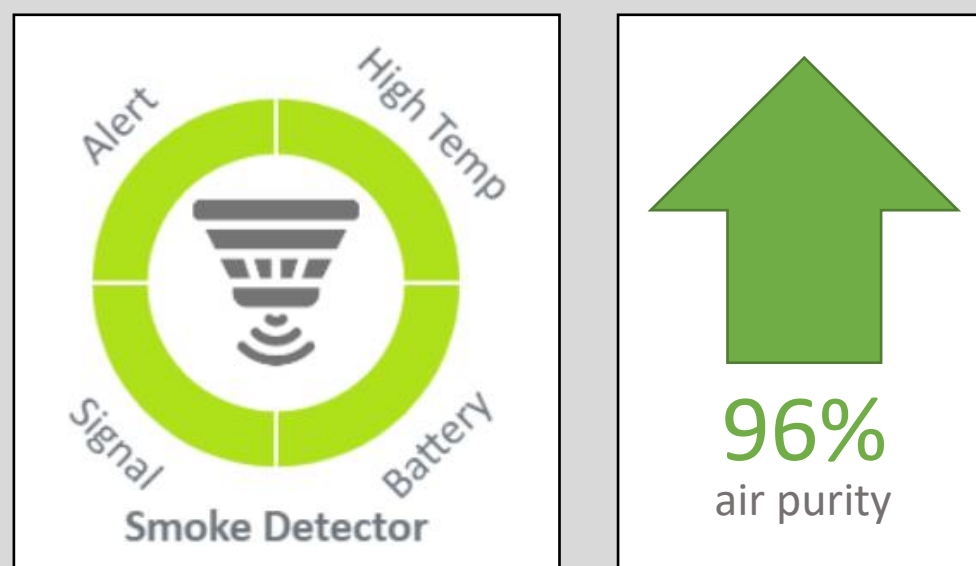 Alert
High Temp
Signal
Battery
Smoke Detector
96%
air purity